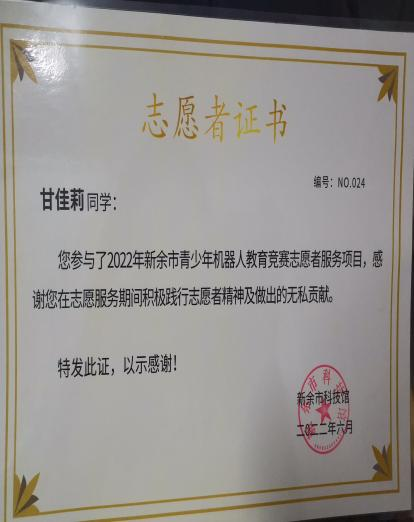 志愿者证书
编号：NO.024
甘佳莉同学：
您参与了2022年新余市青少年机器人教育竞赛志愿者服务项目，感
谢您在志愿服务期间积极践行志愿者精神及做出的无私贡献。
特发此证，以示感谢！
新余市科技馆
二〇二二年六月